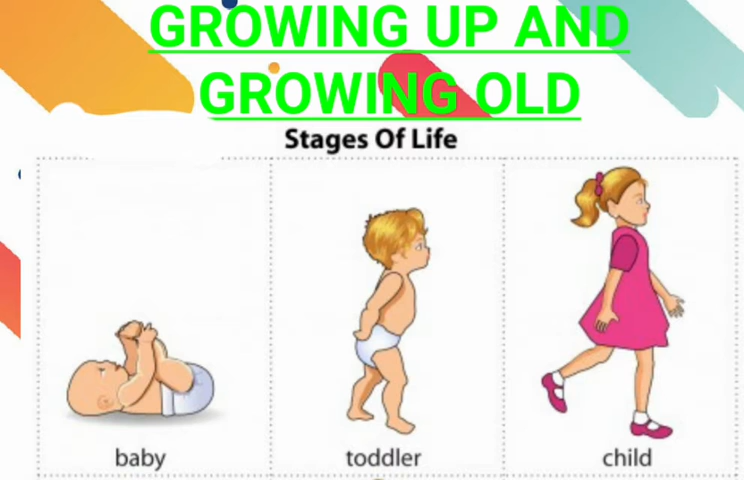 GROWING UP AND
GROWING OLD
Stages Of Life
baby
toddler
child